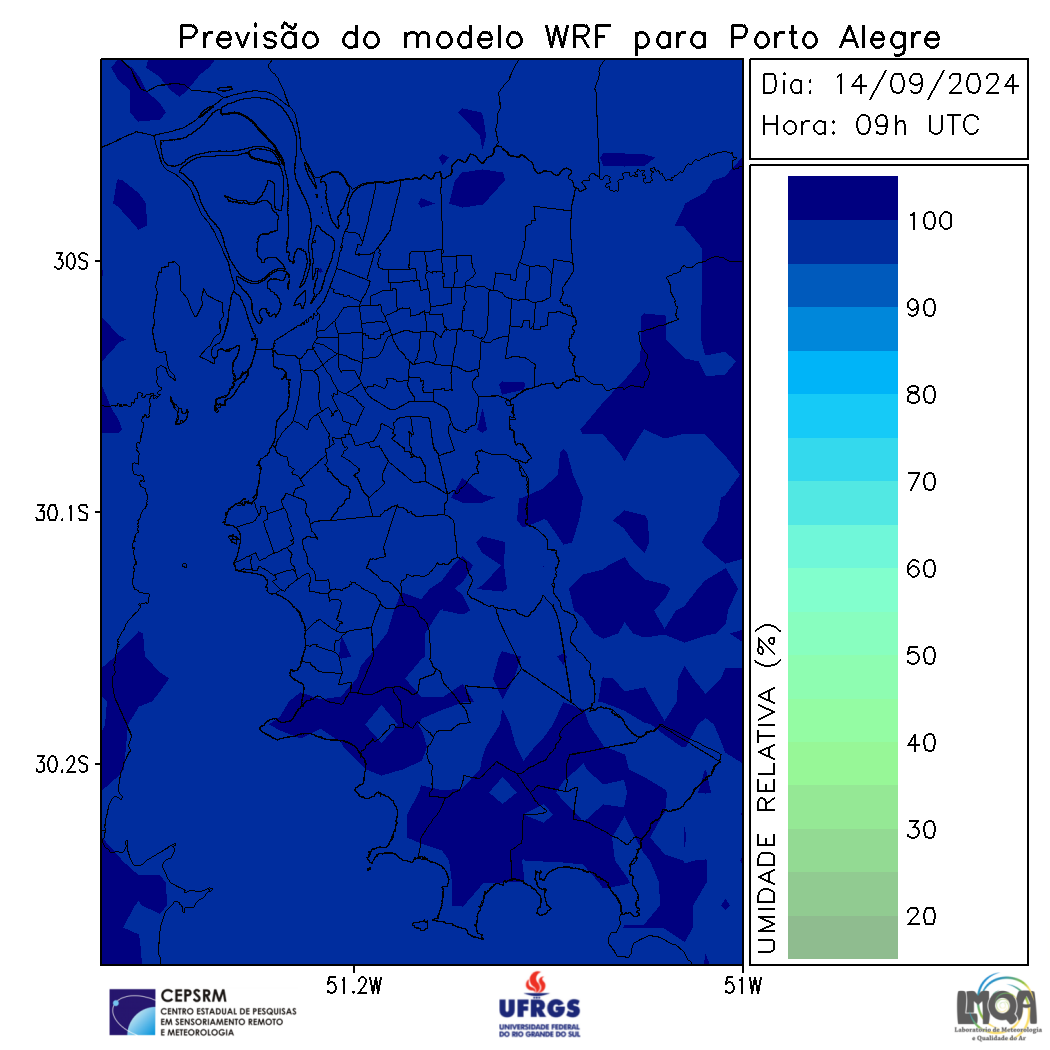 Previsão do modelo WRF para Porto Alegre
Dia: 14/09/2024
Hora: 09h UTC
100
90
80
70
60
50
40
30
20
UMIDADE RELATIVA (%)
30S
30.1S
30.2S
51.2W
51W
CEPSRM
CENTRO ESTADUAL DE PESQUISAS
EM SENSORIAMENTO REMOTO
E METEOROLOGIA
UFRGS
UNIVERSIDADE FEDERAL
DO RIO GRANDE DO SUL
LMQA
Laboratório de Meteorologia
e Qualidade do Ar